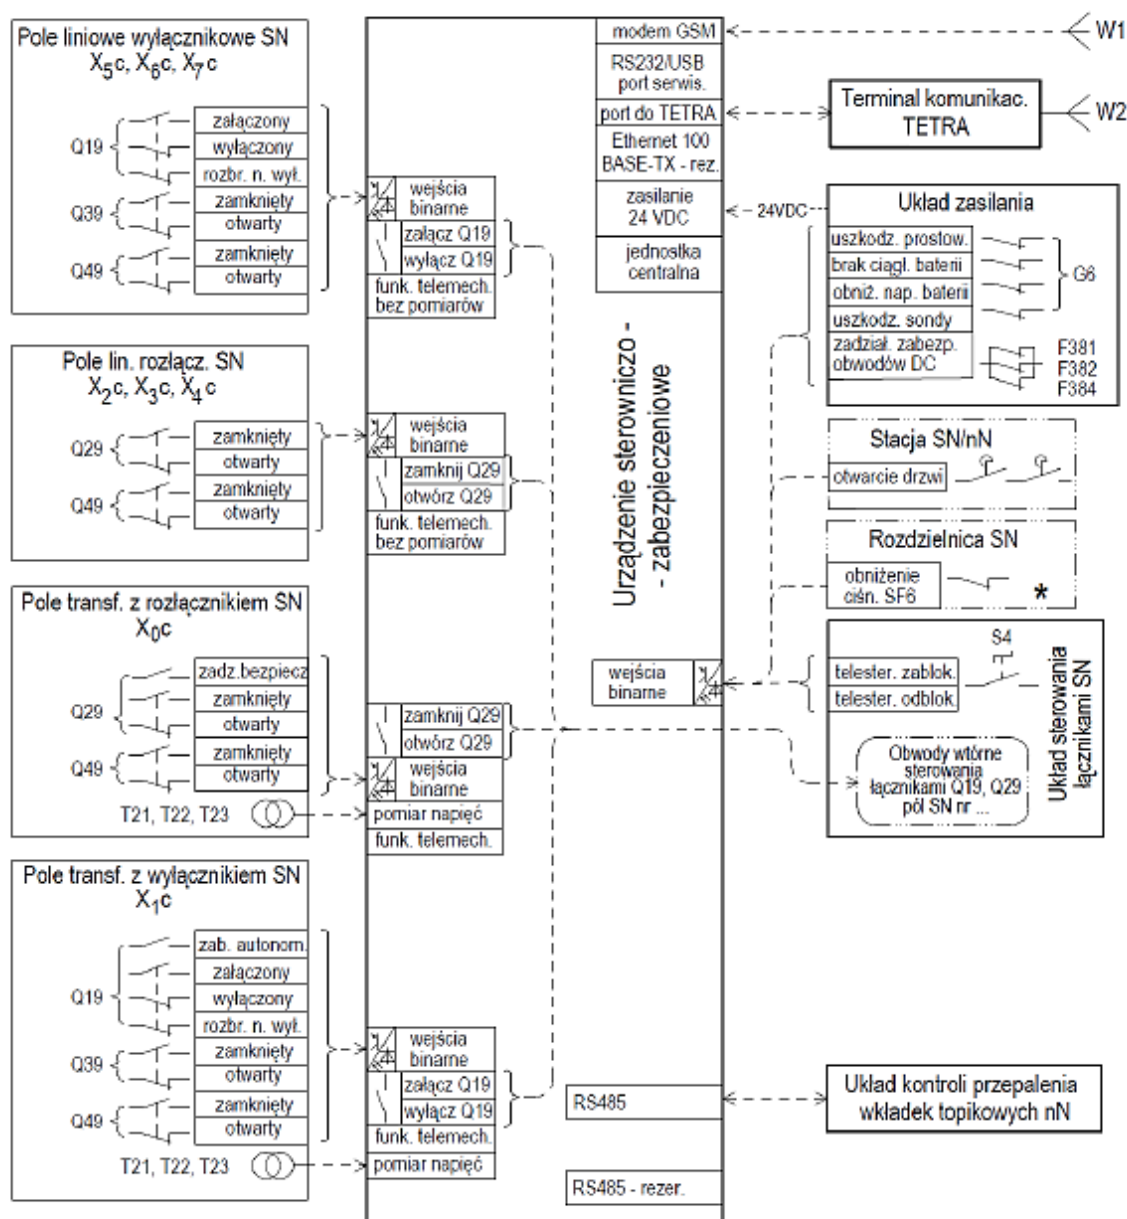 Pole liniowe wyłącznikowe SN
X5c, X6c, X7c
Q19
załączony
wyłączony
rozbr. n. wył.
Q39
zamknięty
otwarty
Q49
zamknięty
otwarty
Pole lin. rozłącz. SN
X2c, X3c, X4c
Q29
zamknięty
otwarty
Q49
zamknięty
otwarty
Pole transf. z rozłącznikiem SN
X0c
Q29
zadz.bezpiecz
zamknięty
otwarty
Q49
zamknięty
otwarty
T21, T22, T23
Pole transf. z wyłącznikiem SN
X1c
Q19
zab. autonom.
załączony
wyłączony
rozbr. n. wył.
Q39
zamknięty
otwarty
Q49
zamknięty
otwarty
T21, T22, T23
wejścia
binarne
załącz Q19
wyłącz Q19
funk. telemech.
bez pomiarów
wejścia
binarne
zamknij Q29
otwórz Q29
funk. telemech.
bez pomiarów
zamknij Q29
otwórz Q29
wejścia
binarne
pomiar napięć
funk. telemech.
wejścia
binarne
załącz Q19
wyłącz Q19
funk. telemech.
pomiar napięć
modem GSM
RS232/USB
port serwis.
port do TETRA
Ethernet 100
BASE-TX - rez.
zasilanie
24 VDC
jednostka
centralna
Urządzenie sterowniczo -
- zabezpieczeniowe
wejścia
binarne
RS485
RS485 - rezer.
W1
Terminal komunikac.
TETRA
W2
24VDC
Układ zasilania
uszkodz. prostow.
brak ciągł. baterii
obniż. nap. baterii
uszkodz. sondy
G6
zadział. zabezp.
obwodów DC
F381
F382
F384
Stacja SN/nN
otwarcie drzwi
Rozdzielnica SN
obniżenie
ciśn. SF6
*
S4
telester. zablok.
telester. odblok.
Układ sterowania
łącznikami SN
Obwody wtórne
sterowania
łącznikami Q19, Q29
pól SN nr ...
Układ kontroli przepalenia
wkładek topikowych nN